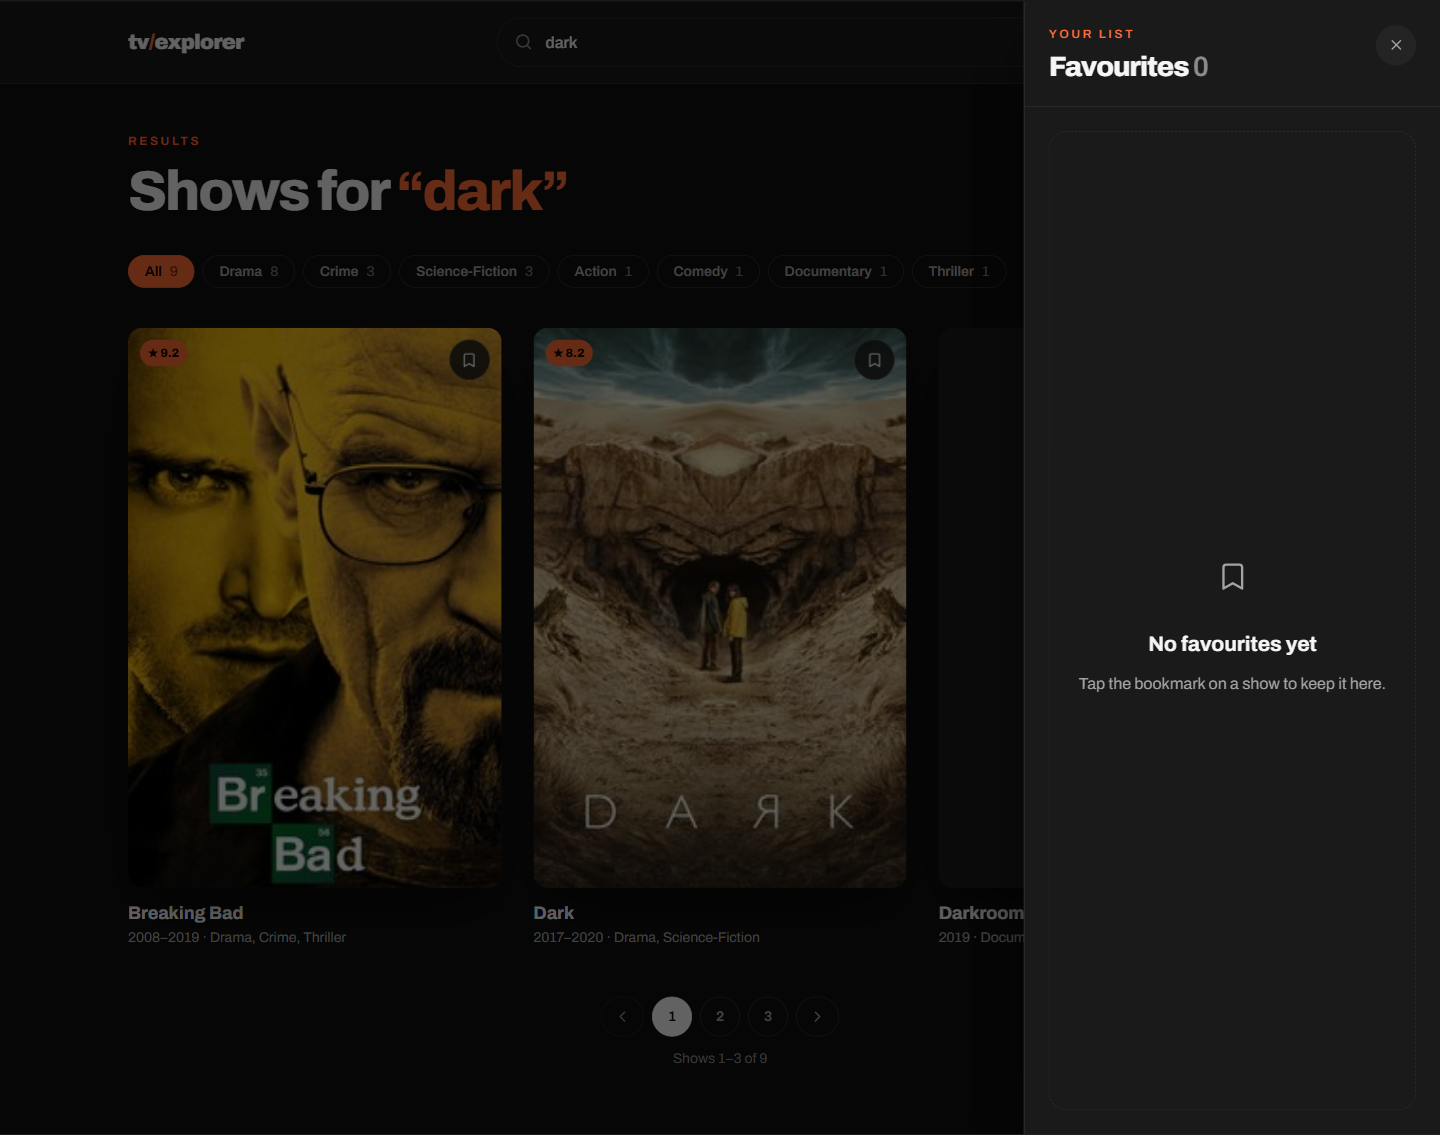 tv/explorer
dark
YOUR LIST
Favourites 0
RESULTS
Shows for “dark”
All 9
Drama 8
Crime 3
Science-Fiction 3
Action 1
Comedy 1
Documentary 1
Thriller 1
★ 9.2
★ 8.2
35
Breaking
56
Bad
DAЯK
No favourites yet
Tap the bookmark on a show to keep it here.
Breaking Bad
2008–2019 · Drama, Crime, Thriller
Dark
2017–2020 · Drama, Science-Fiction
Darkroom
2019 · Docum
1
2
3
Shows 1–3 of 9